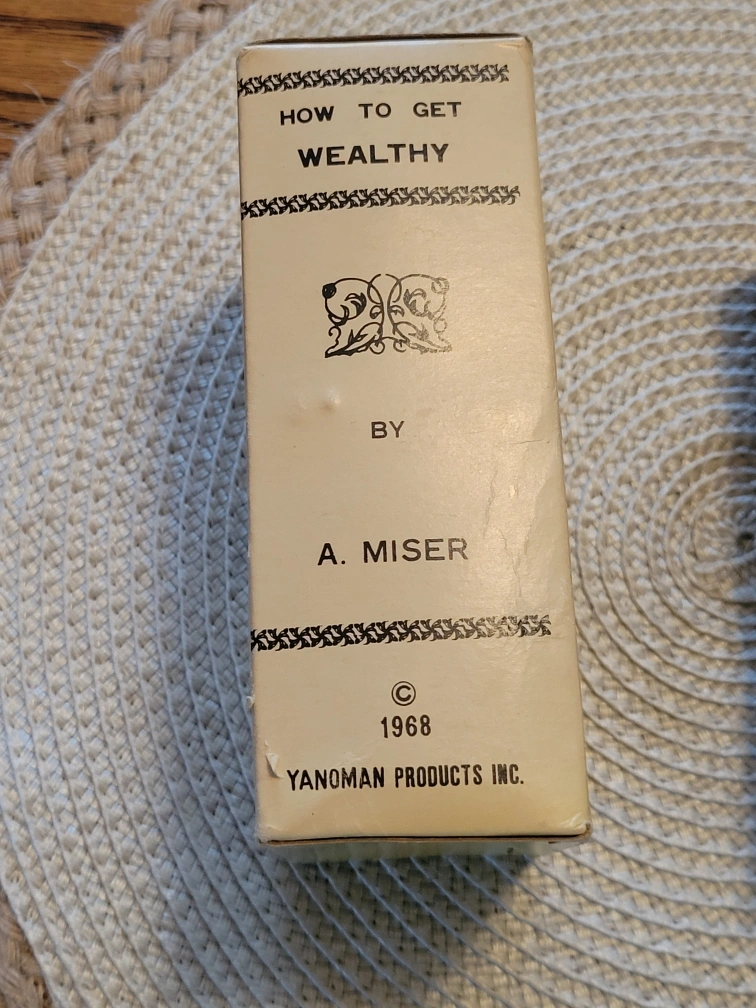 HOW TO GET
WEALTHY
BY
A. MISER
©
1968
YANOMAN PRODUCTS INC.